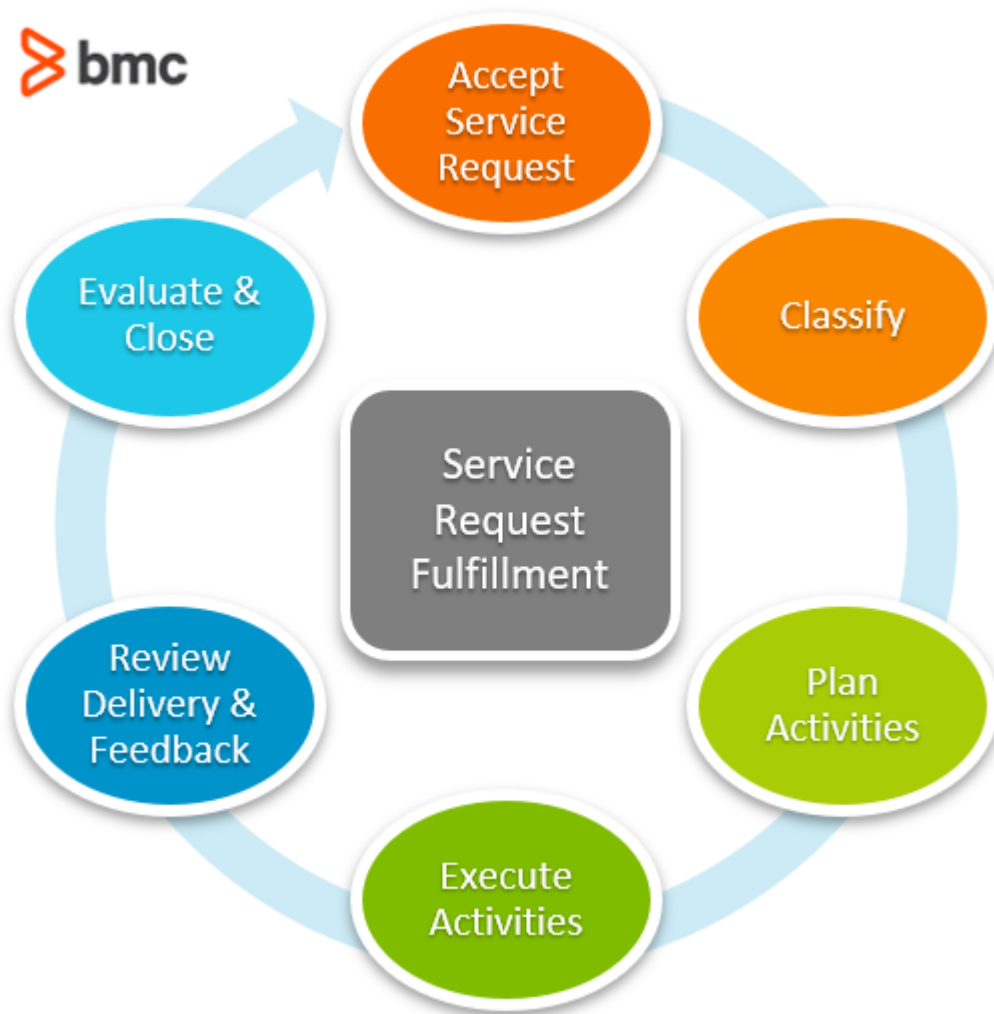 bmc
Accept
Service
Request
Classify
Plan
Activities
Execute
Activities
Review
Delivery &
Feedback
Evaluate &
Close
Service
Request
Fulfillment